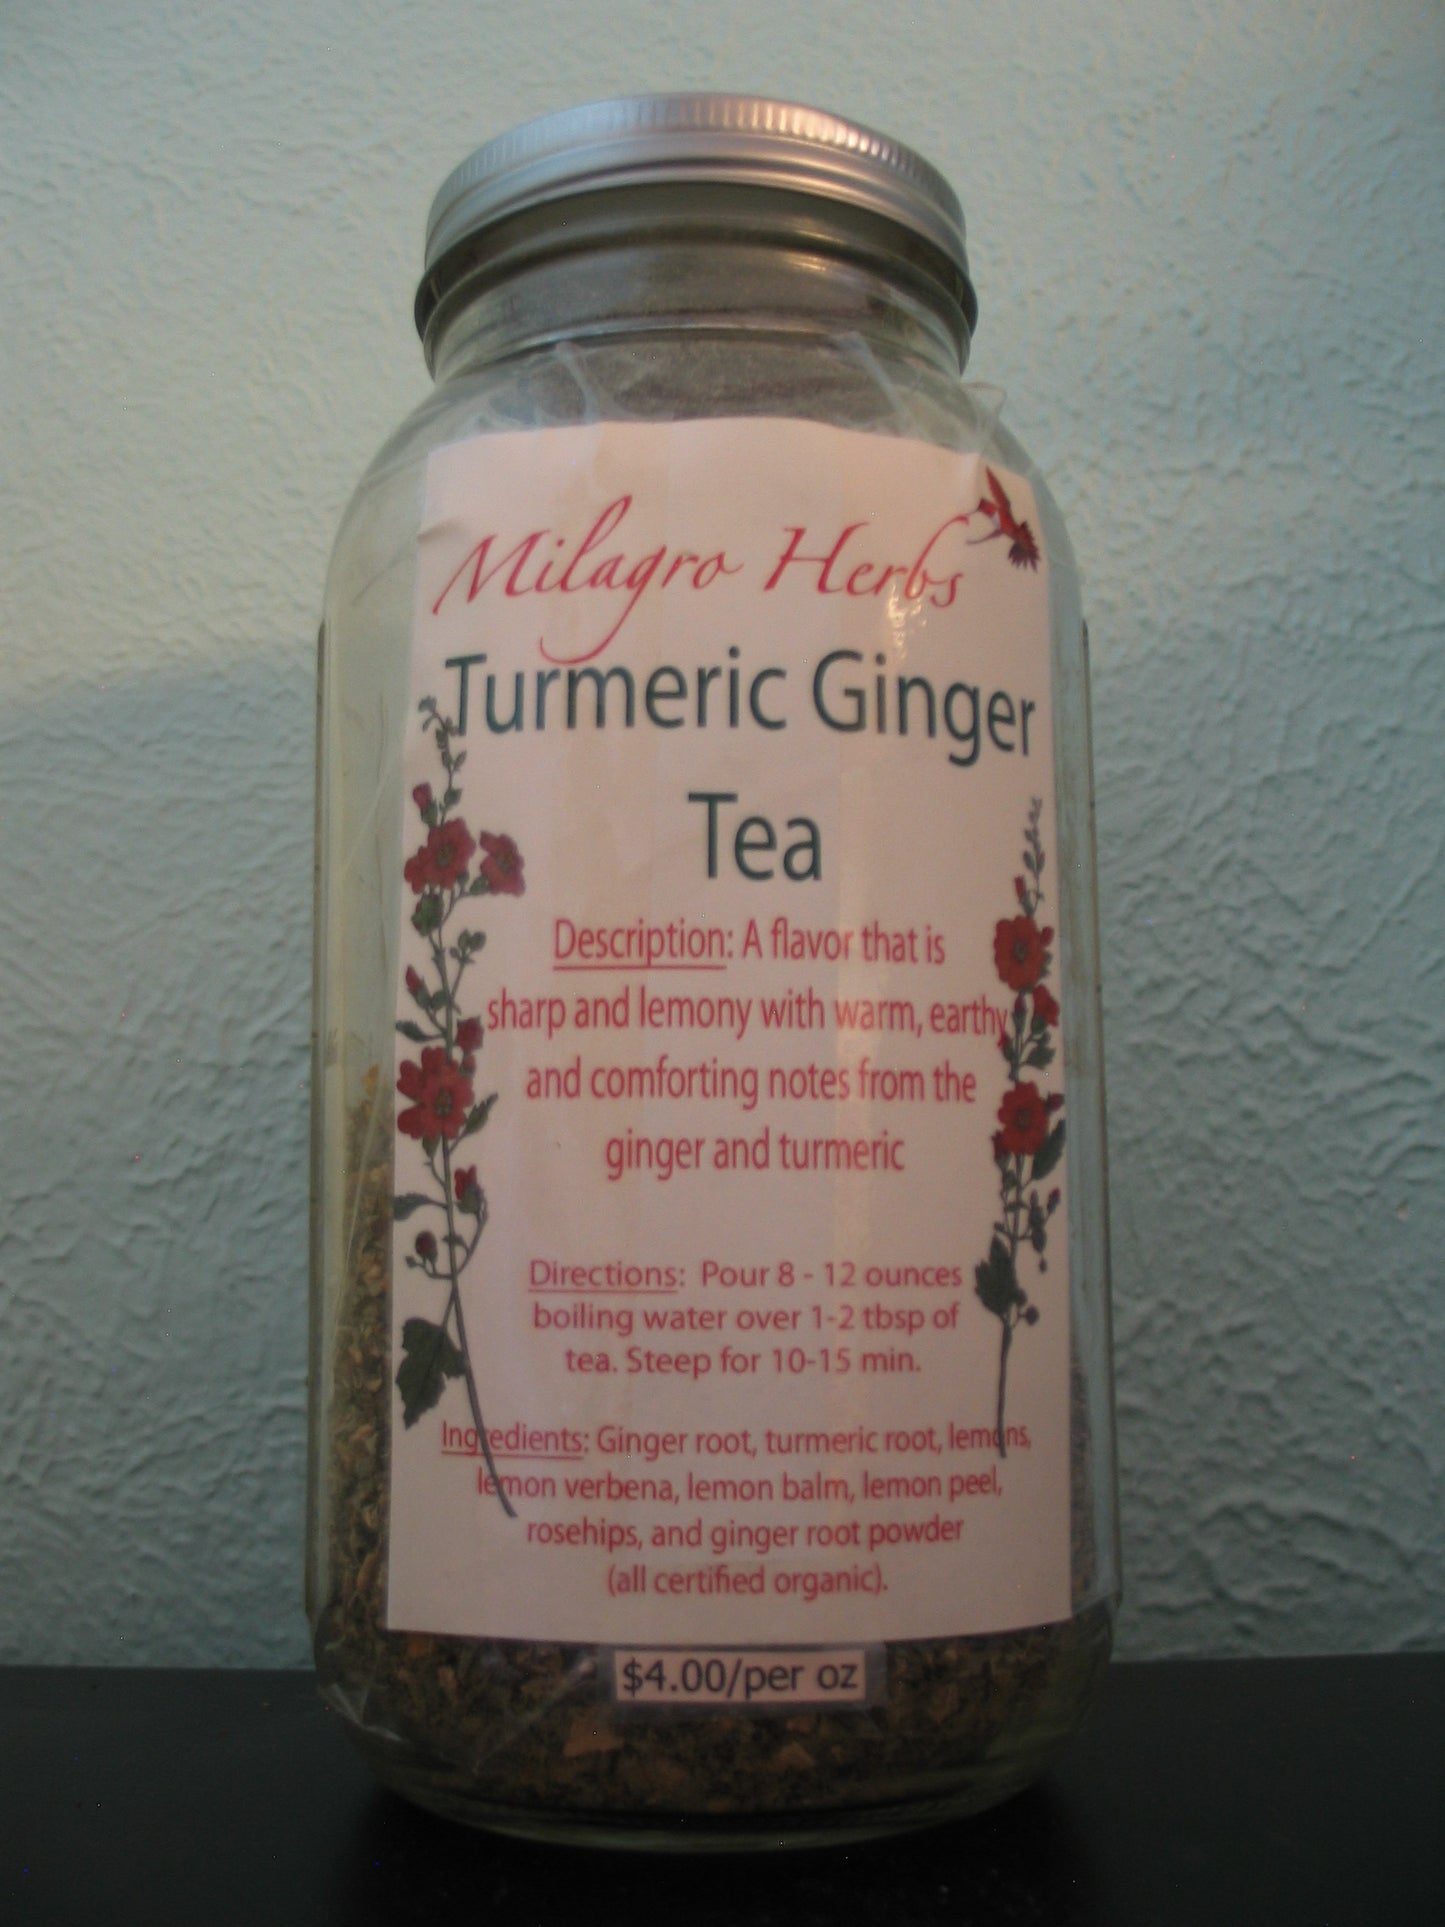 Milagro Herbs
Turmeric Ginger
Tea
Description: A flavor that is
sharp and lemony with warm, earthy
and comforting notes from the
ginger and turmeric
Directions: Pour 8 - 12 ounces
boiling water over 1-2 tbsp of
tea. Steep for 10-15 min.
Ingredients: Ginger root, turmeric root, lemons,
lemon verbena, lemon balm, lemon peel,
rosehips, and ginger root powder
(all certified organic).
$4.00/per oz